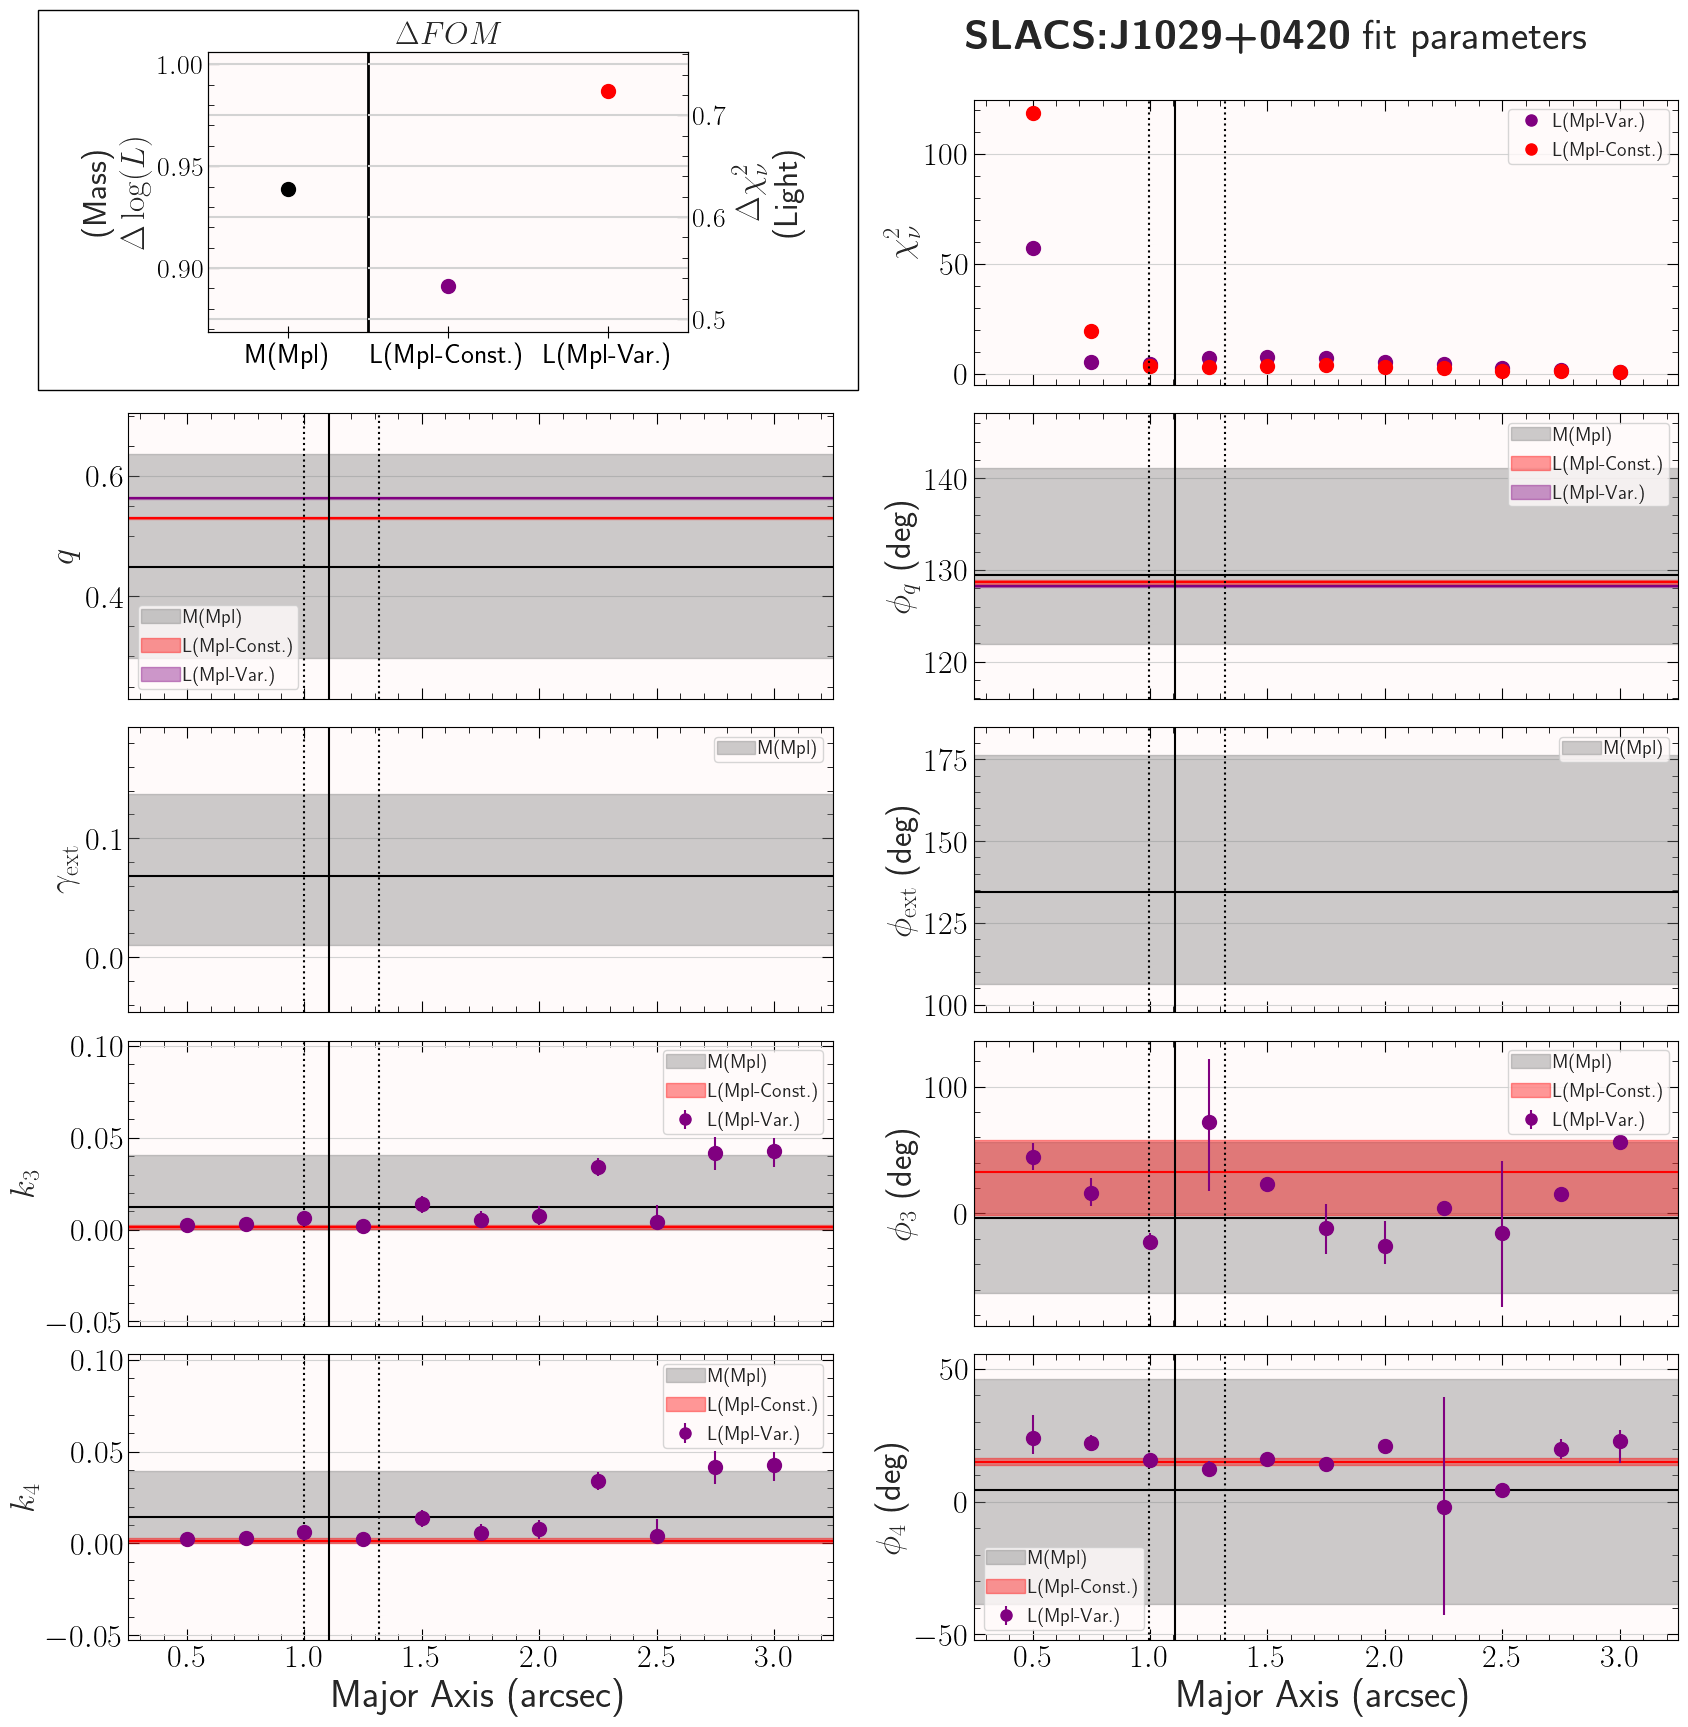 ΔFOM
SLACS:J1029+0420 fit parameters
(Mass)
Δ log(L)
1.00
0.95
0.90
0.7
0.6
0.5
Δχ²ᵥ
(Light)
M(Mpl)
L(Mpl-Const.)
L(Mpl-Var.)
χ²ᵥ
100
50
0
L(Mpl-Var.)
L(Mpl-Const.)
q
0.6
0.4
M(Mpl)
L(Mpl-Const.)
L(Mpl-Var.)
ϕq (deg)
140
130
120
M(Mpl)
L(Mpl-Const.)
L(Mpl-Var.)
γext
0.1
0.0
M(Mpl)
ϕext (deg)
175
150
125
100
M(Mpl)
k3
0.10
0.05
0.00
−0.05
M(Mpl)
L(Mpl-Const.)
L(Mpl-Var.)
ϕ3 (deg)
100
0
M(Mpl)
L(Mpl-Const.)
L(Mpl-Var.)
k4
0.10
0.05
0.00
−0.05
M(Mpl)
L(Mpl-Const.)
L(Mpl-Var.)
0.5 1.0 1.5 2.0 2.5 3.0
Major Axis (arcsec)
ϕ4 (deg)
50
0
−50
M(Mpl)
L(Mpl-Const.)
L(Mpl-Var.)
0.5 1.0 1.5 2.0 2.5 3.0
Major Axis (arcsec)